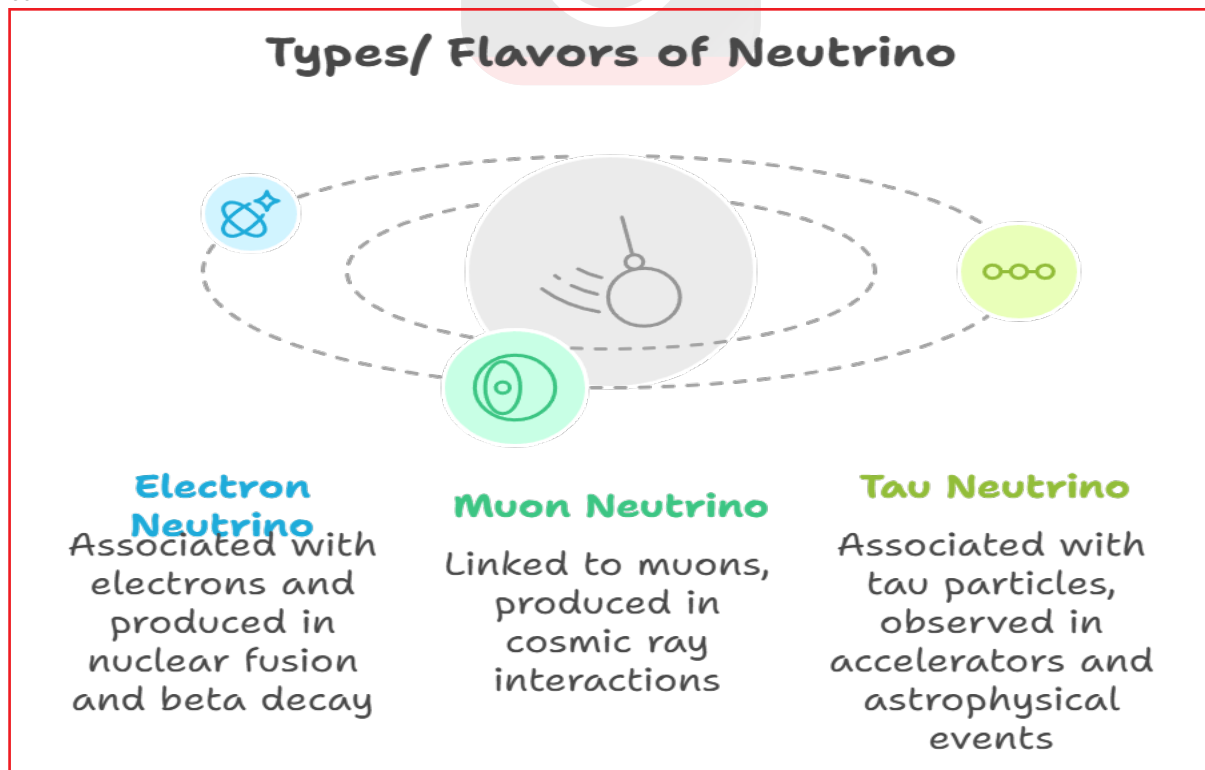 Types/ Flavors of Neutrino
Electron
Neutrino
Associated with
electrons and
produced in
nuclear fusion
and beta decay
Muon Neutrino
Linked to muons,
produced in
cosmic ray
interactions
Tau Neutrino
Associated with
tau particles,
observed in
accelerators and
astrophysical
events